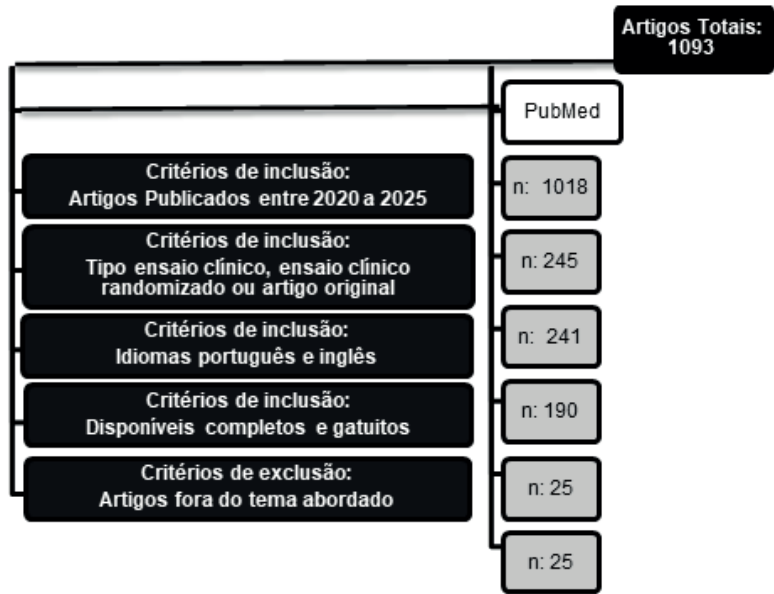 Artigos Totais:
1093
PubMed
Critérios de inclusão:
Artigos Publicados entre 2020 a 2025
n: 1018
Critérios de inclusão:
Tipo ensaio clínico, ensaio clínico
randomizado ou artigo original
n: 245
Critérios de inclusão:
Idiomas português e inglês
n: 241
Critérios de inclusão:
Disponíveis completos e gatuitos
n: 190
Critérios de exclusão:
Artigos fora do tema abordado
n: 25
n: 25